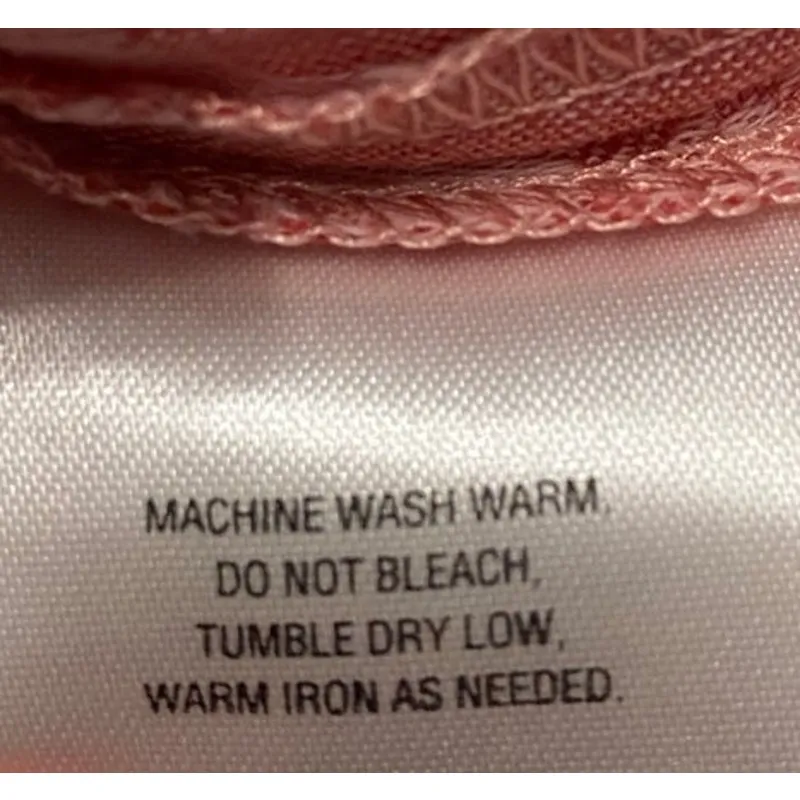 MACHINE WASH WARM,
DO NOT BLEACH,
TUMBLE DRY LOW,
WARM IRON AS NEEDED.